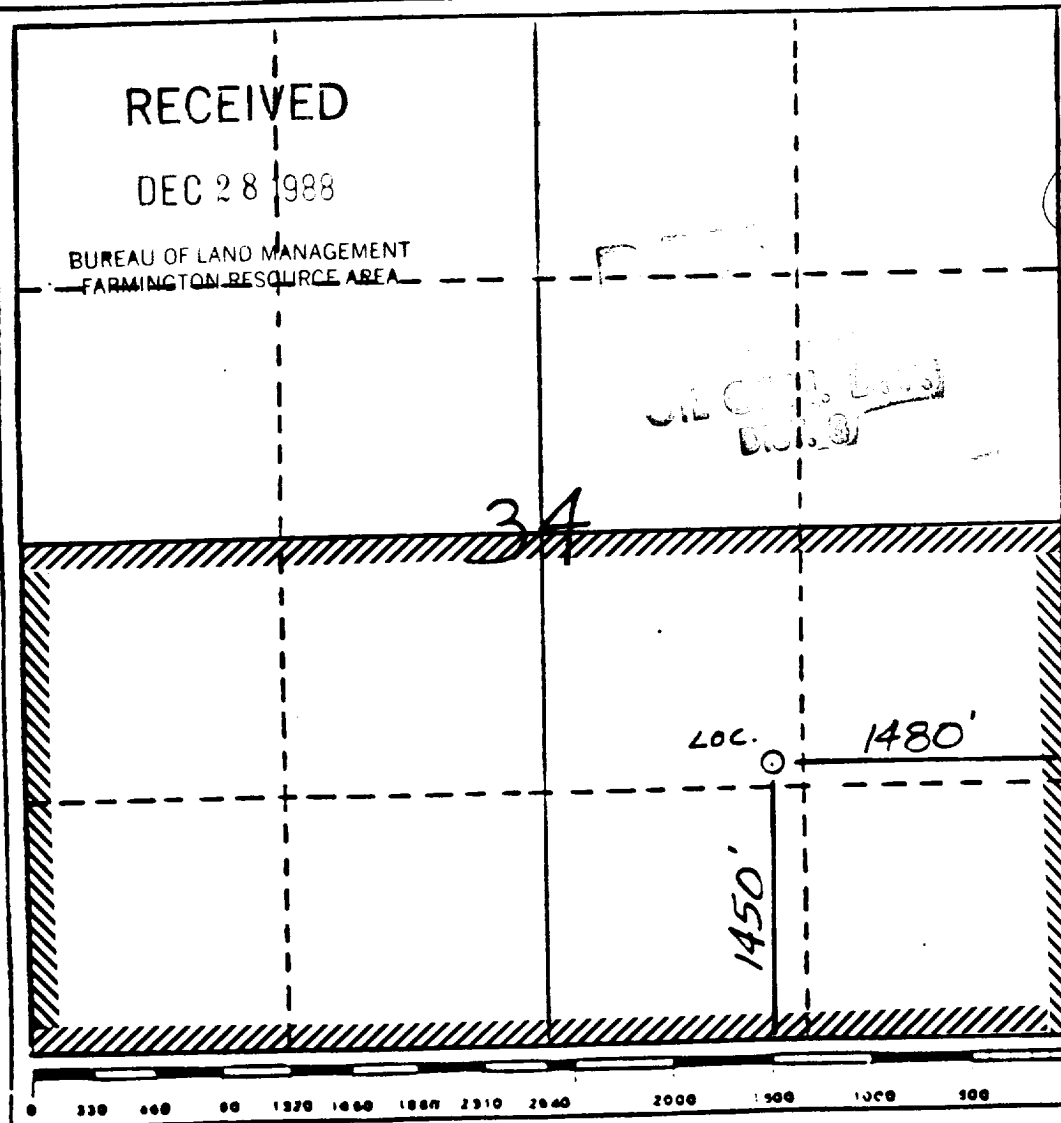 RECEIVED
DEC 28 1988
BUREAU OF LAND MANAGEMENT
FARMINGTON RESOURCE AREA
34
LOC.
1480'
1450'
0 330 660 90 1320 1650 1980 2310 2640 2000 1500 1000 500